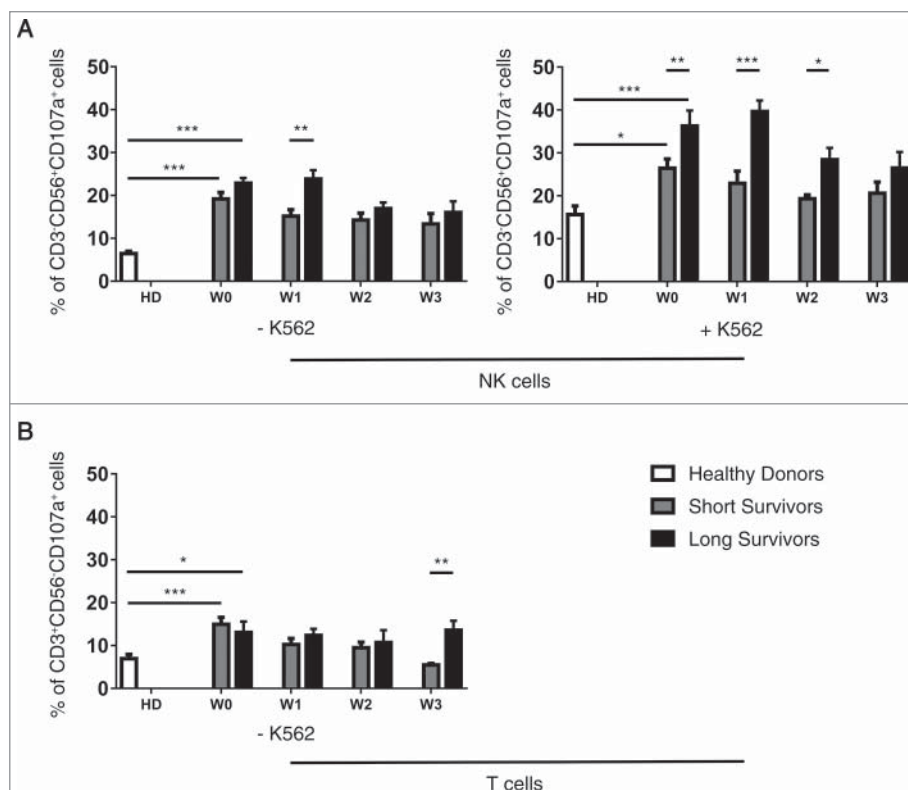 A
% of CD3⁻CD56⁺CD107a⁺ cells
50
40
30
20
10
0
***
***
**
HD W0 W1 W2 W3
- K562
% of CD3⁻CD56⁺CD107a⁺ cells
50
40
30
20
10
0
**
***
*
***
*
HD W0 W1 W2 W3
+ K562
NK cells
B
% of CD3⁺CD56⁻CD107a⁺ cells
50
40
30
20
10
0
*
***
**
HD W0 W1 W2 W3
- K562
T cells
Healthy Donors
Short Survivors
Long Survivors